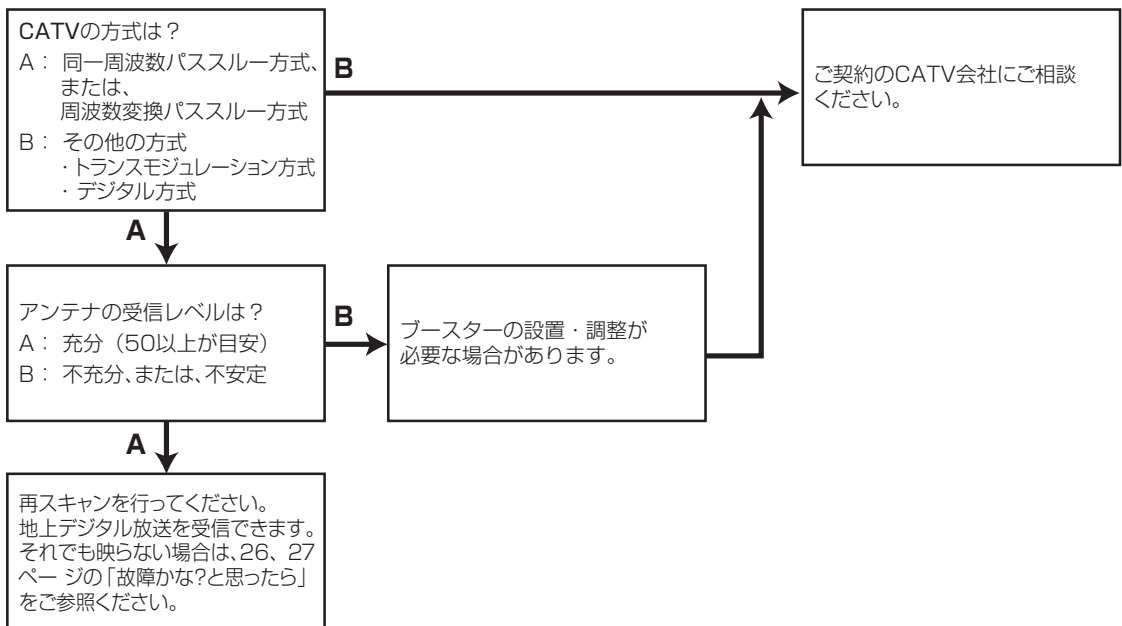 CATVの方式は？
A： 同一周波数パススルー方式、
または、
周波数変換パススルー方式
B： その他の方式
・トランスモジュレーション方式
・デジタル方式
B
ご契約のCATV会社にご相談
ください。
A
アンテナの受信レベルは？
A： 充分（50以上が目安）
B： 不充分、または、不安定
B
ブースターの設置・調整が
必要な場合があります。
A
再スキャンを行ってください。
地上デジタル放送を受信できます。
それでも映らない場合は、26、27
ペー ジの「故障かな?と思ったら」
をご参照ください。